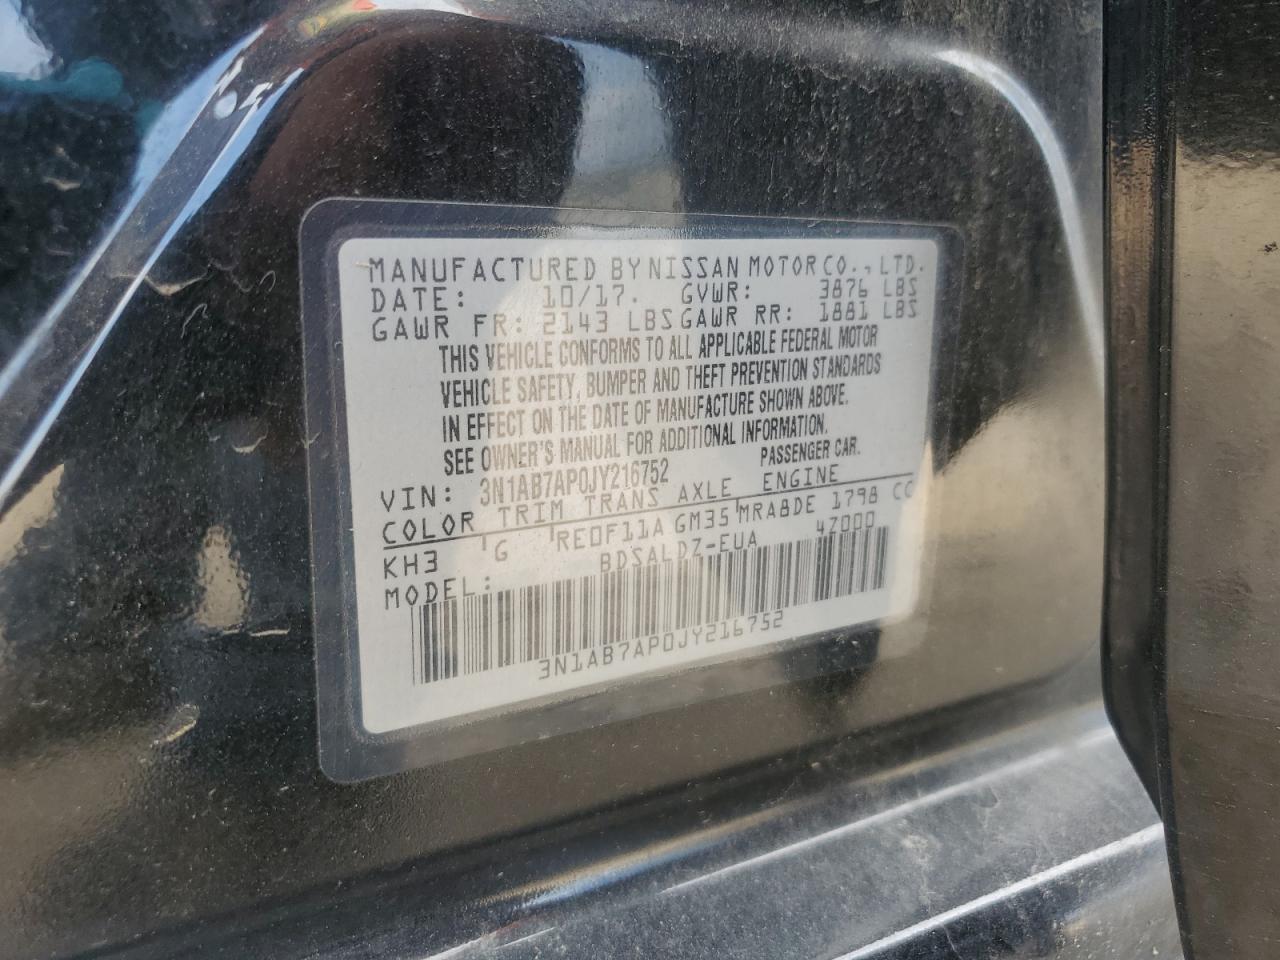 MANUFACTURED BY NISSAN MOTOR CO., LTD.
DATE: 10/17. GVWR: 3876 LBS
GAWR FR: 2143 LBS GAWR RR: 1881 LBS
THIS VEHICLE CONFORMS TO ALL APPLICABLE FEDERAL MOTOR
VEHICLE SAFETY, BUMPER AND THEFT PREVENTION STANDARDS
IN EFFECT ON THE DATE OF MANUFACTURE SHOWN ABOVE.
SEE OWNER'S MANUAL FOR ADDITIONAL INFORMATION.
VIN: 3N1AB7AP0JY216752 PASSENGER CAR.
COLOR TRIM TRANS AXLE ENGINE
KH3 G RE0F11A GM35 MRA8DE 1798 CC
MODEL: BDSALDZ-EUA 4Z000
3N1AB7AP0JY216752